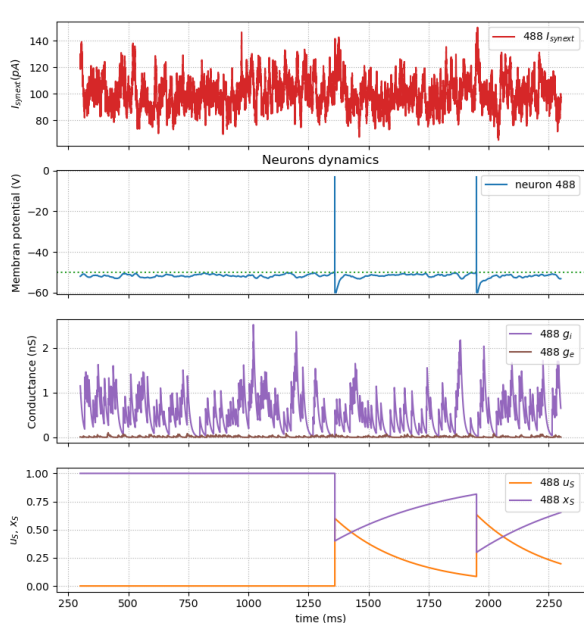 488 I_synext
140
120
100
80
I_synext(pA)
Neurons dynamics
neuron 488
0
−20
−40
−60
Membran potential (V)
488 g_i
488 g_e
2
1
0
Conductance (nS)
488 u_S
488 x_S
1.00
0.75
0.50
0.25
0.00
u_S, x_S
250 500 750 1000 1250 1500 1750 2000 2250
time (ms)